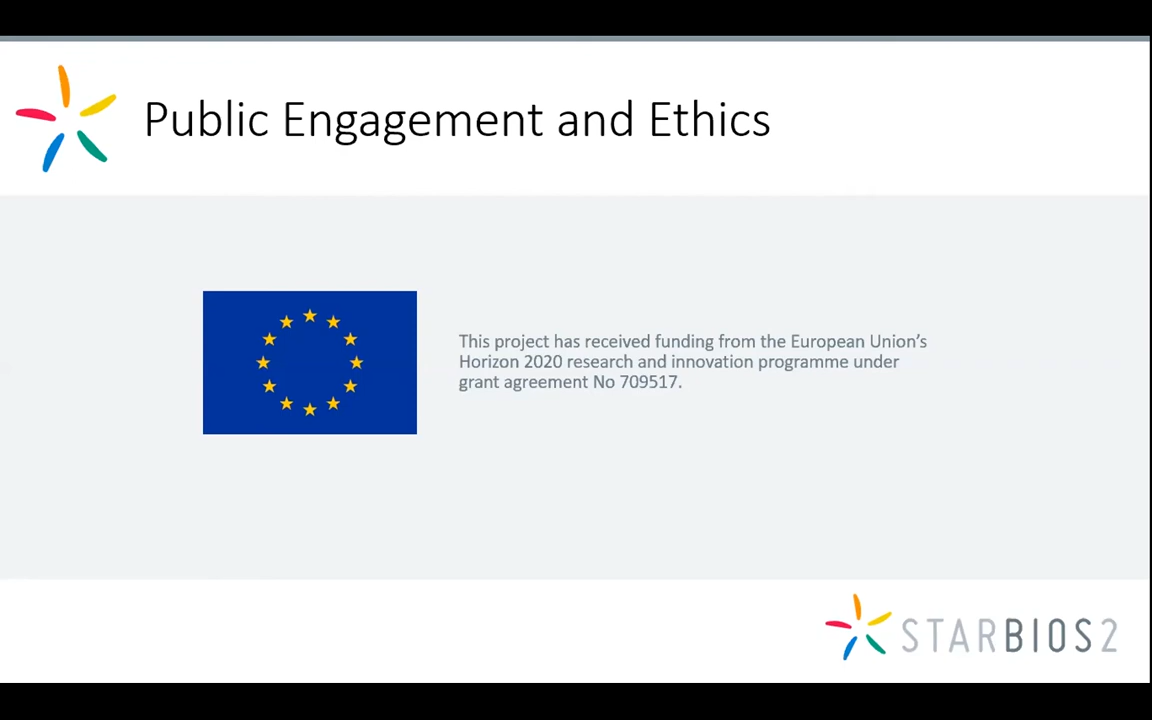 Public Engagement and Ethics
This project has received funding from the European Union’s
Horizon 2020 research and innovation programme under
grant agreement No 709517.
STARBIOS2